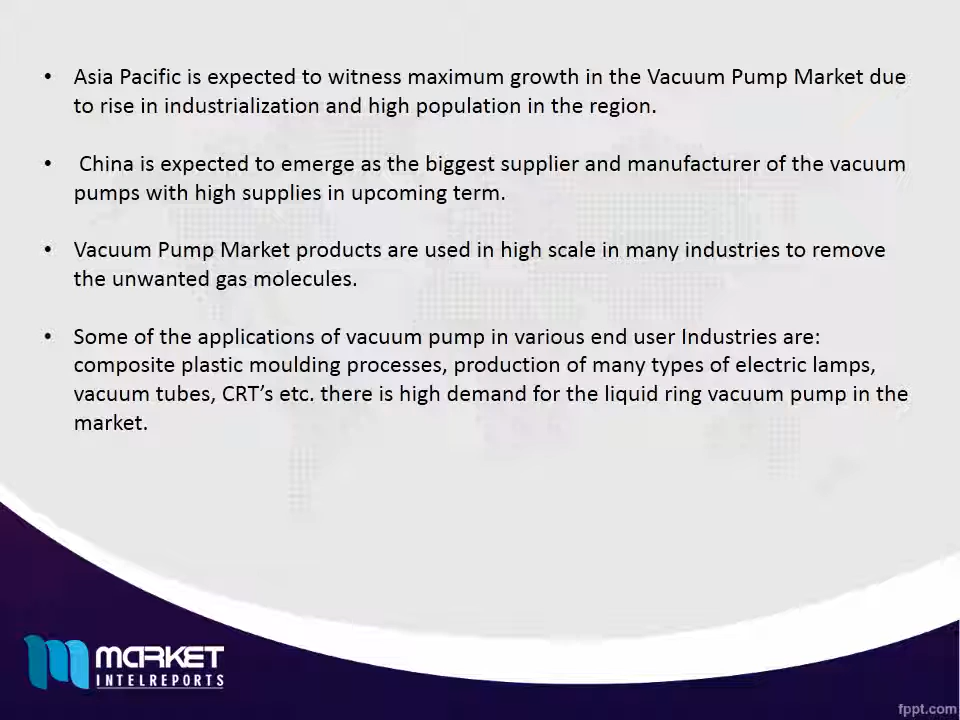 • Asia Pacific is expected to witness maximum growth in the Vacuum Pump Market due
to rise in industrialization and high population in the region.
• China is expected to emerge as the biggest supplier and manufacturer of the vacuum
pumps with high supplies in upcoming term.
• Vacuum Pump Market products are used in high scale in many industries to remove
the unwanted gas molecules.
• Some of the applications of vacuum pump in various end user Industries are:
composite plastic moulding processes, production of many types of electric lamps,
vacuum tubes, CRT’s etc. there is high demand for the liquid ring vacuum pump in the
market.
MARKET
INTELREPORTS
fppt.com